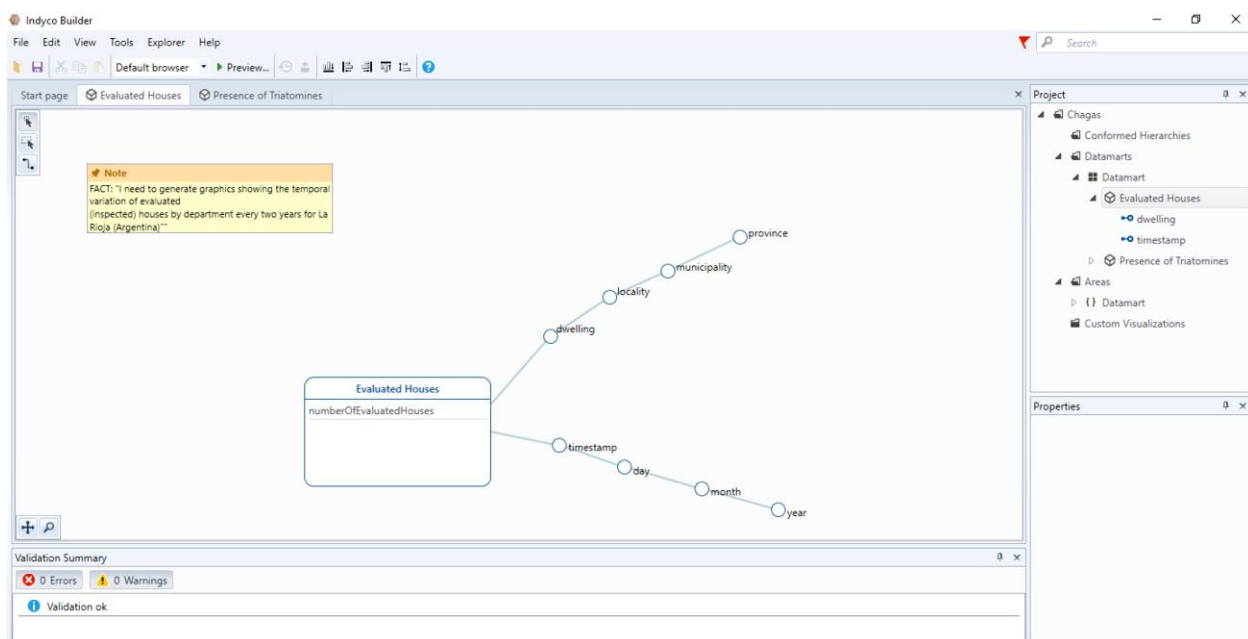 Indyco Builder
File Edit View Tools Explorer Help
Search
Default browser Preview...
Start page Evaluated Houses Presence of Triatomines
Note
FACT: "I need to generate graphics showing the temporal
variation of evaluated
(inspected) houses by department every two years for La
Rioja (Argentina)""
province
municipality
locality
dwelling
Evaluated Houses
numberOfEvaluatedHouses
timestamp
day
month
year
Project
Chagas
Conformed Hierarchies
Datamarts
Datamart
Evaluated Houses
dwelling
timestamp
Presence of Triatomines
Areas
{} Datamart
Custom Visualizations
Properties
Validation Summary
0 Errors 0 Warnings
Validation ok